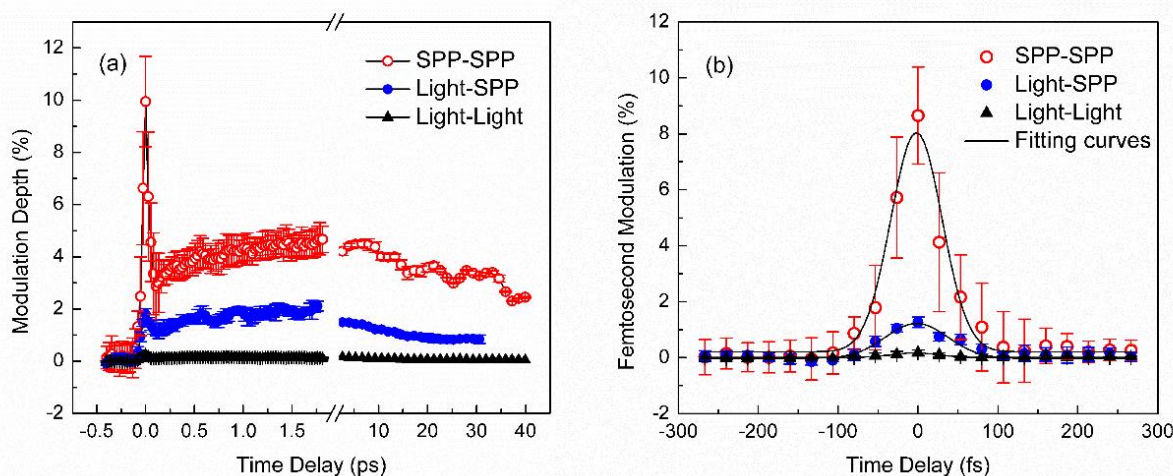 (a)
SPP-SPP
Light-SPP
Light-Light
Modulation Depth (%)
12
10
8
6
4
2
0
-2
-0.5 0.0 0.5 1.0 1.5 10 20 30 40
Time Delay (ps)
(b)
SPP-SPP
Light-SPP
Light-Light
Fitting curves
Femtosecond Modulation (%)
12
10
8
6
4
2
0
-2
-300 -200 -100 0 100 200 300
Time Delay (fs)